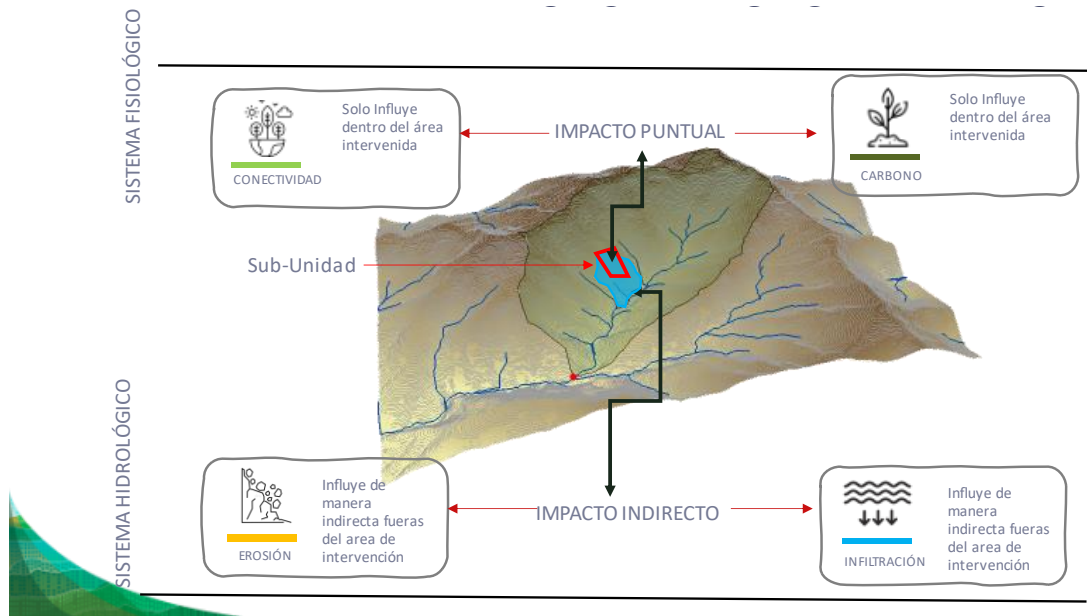 SISTEMA FISIOLÓGICO
CONECTIVIDAD
Solo Influye
dentro del área
intervenida
IMPACTO PUNTUAL
CARBONO
Solo Influye
dentro del área
intervenida
Sub-Unidad
SISTEMA HIDROLÓGICO
EROSIÓN
Influye de
manera
indirecta fueras
del area de
intervención
IMPACTO INDIRECTO
INFILTRACIÓN
Influye de
manera
indirecta fueras
del area de
intervención